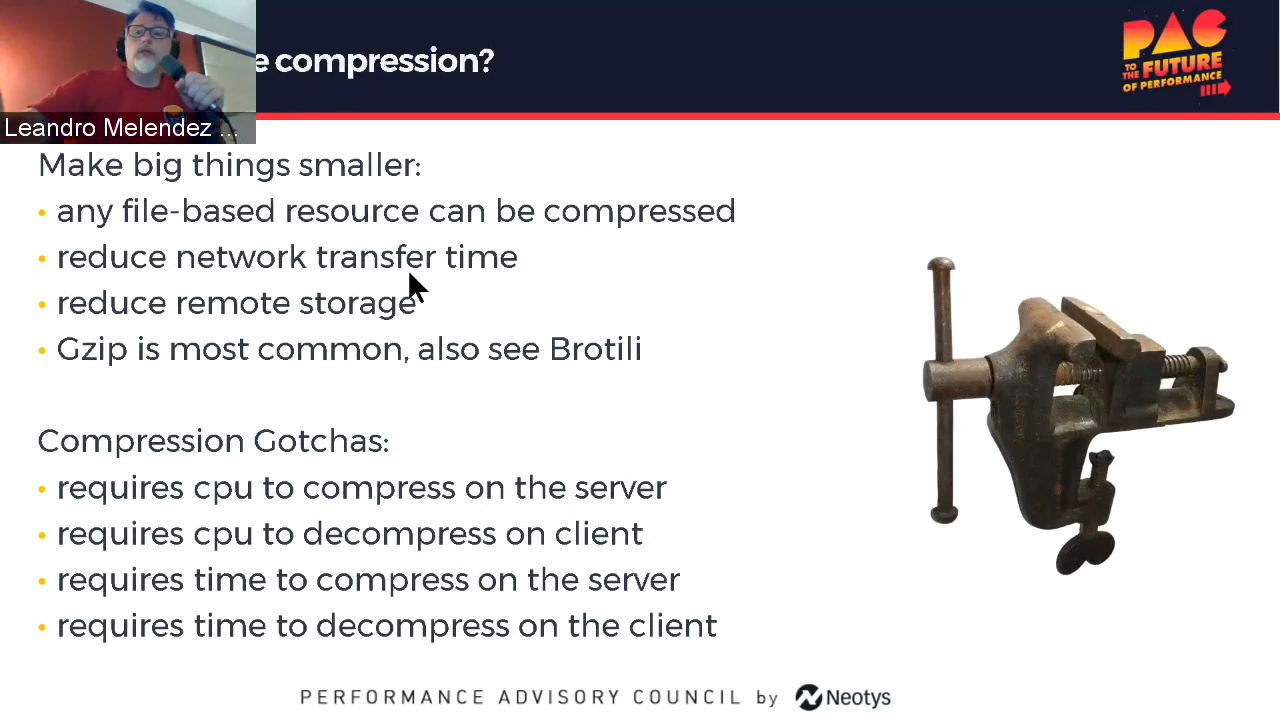 e compression?
PAC
TO THE FUTURE
OF PERFORMANCE
Leandro Melendez ...
Make big things smaller:
• any file-based resource can be compressed
• reduce network transfer time
• reduce remote storage
• Gzip is most common, also see Brotili
Compression Gotchas:
• requires cpu to compress on the server
• requires cpu to decompress on client
• requires time to compress on the server
• requires time to decompress on the client
PERFORMANCE ADVISORY COUNCIL by Neotys